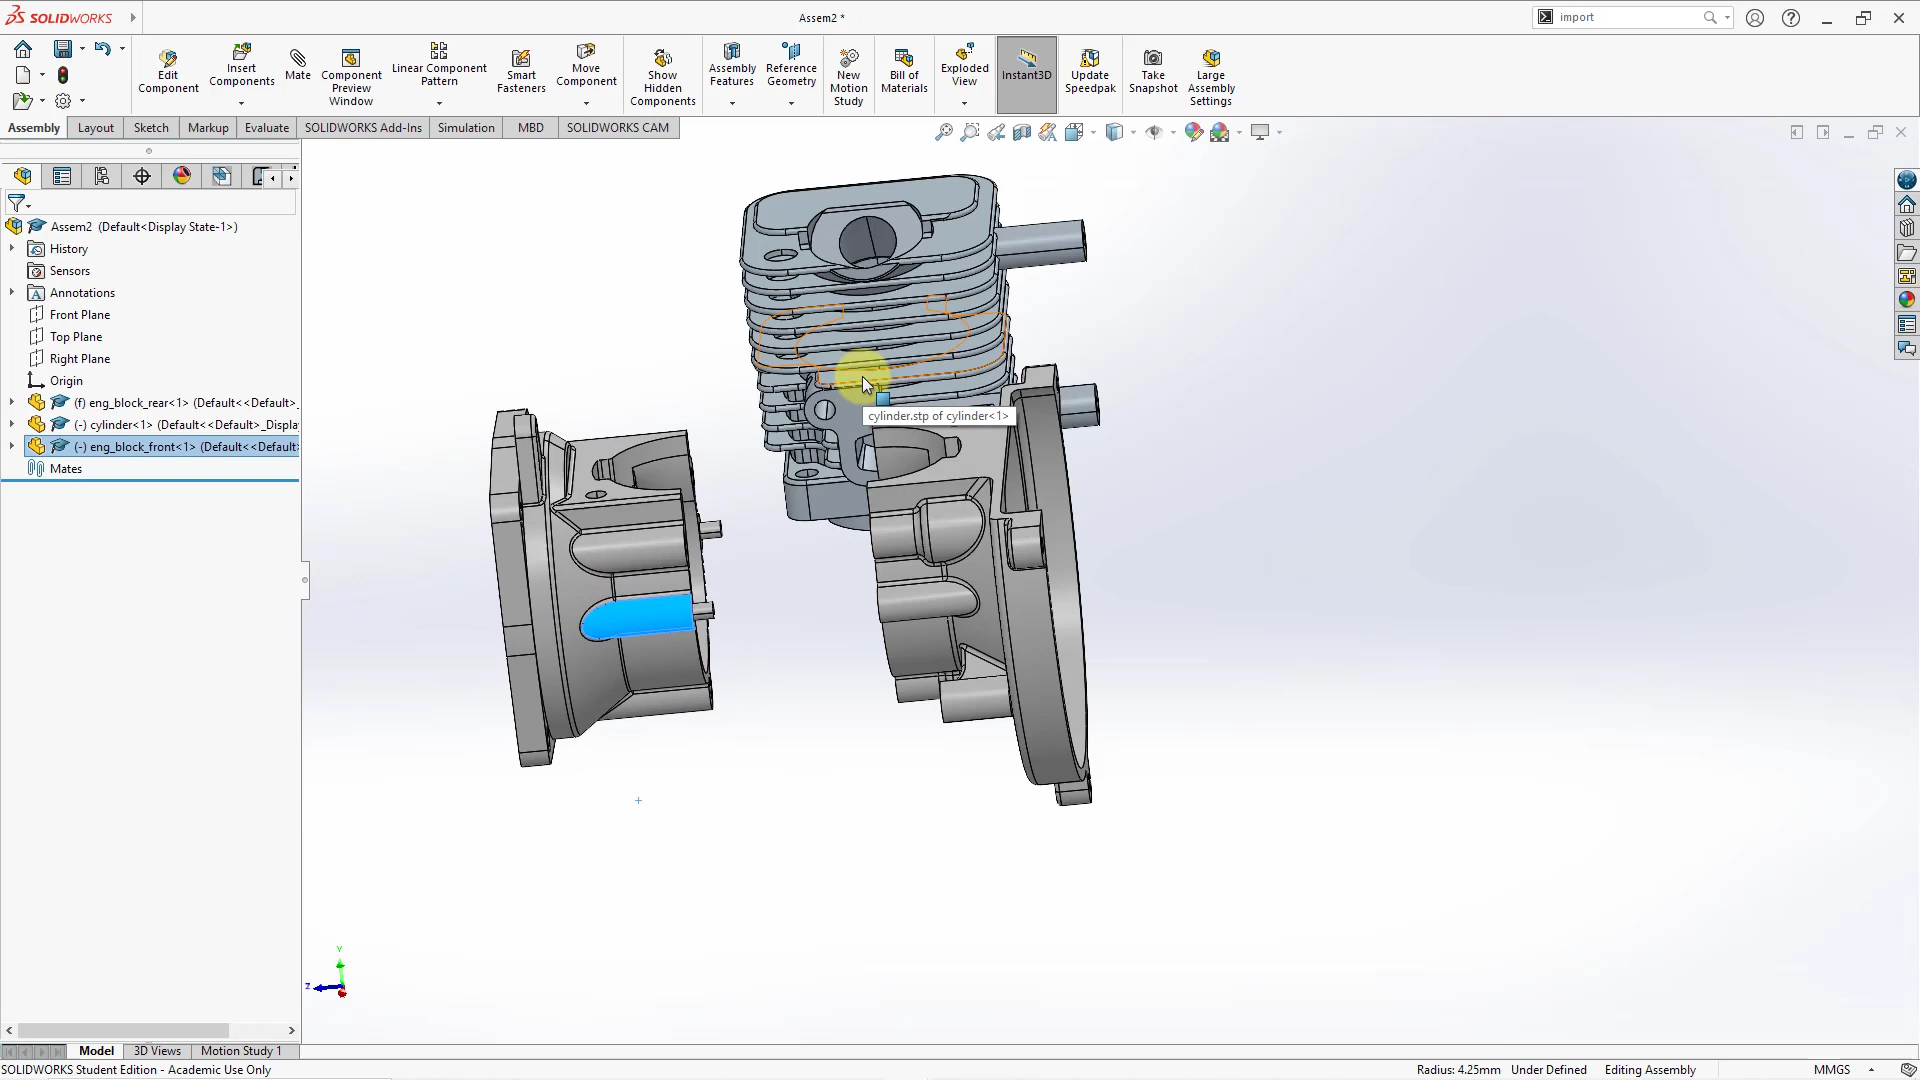 SOLIDWORKS
Assem2 *
import
Edit Component
Insert Components
Mate
Component Preview Window
Linear Component Pattern
Smart Fasteners
Move Component
Show Hidden Components
Assembly Features
Reference Geometry
New Motion Study
Bill of Materials
Exploded View
Instant3D
Update Speedpak
Take Snapshot
Large Assembly Settings
Assembly
Layout
Sketch
Markup
Evaluate
SOLIDWORKS Add-Ins
Simulation
MBD
SOLIDWORKS CAM
Assem2 (Default<Display State-1>)
History
Sensors
Annotations
Front Plane
Top Plane
Right Plane
Origin
(f) eng_block_rear<1> (Default<<Default>_
(-) cylinder<1> (Default<<Default>_Displa
(-) eng_block_front<1> (Default<<Default>
Mates
cylinder.stp of cylinder<1>
Y
Z
Model
3D Views
Motion Study 1
SOLIDWORKS Student Edition - Academic Use Only
Radius: 4.25mm
Under Defined
Editing Assembly
MMGS